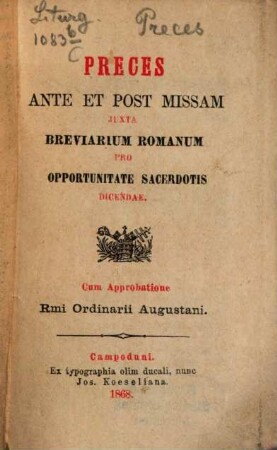 Liturg. Preces
1083 b/c
PRECES
ANTE ET POST MISSAM
JUXTA
BREVIARIUM ROMANUM
PRO
OPPORTUNITATE SACERDOTIS
DICENDAE.
Cum Approbatione
Rmi Ordinarii Augustani.
Campoduni.
Ex typographia olim ducali, nunc
Jos. Koeseliana.
1868.